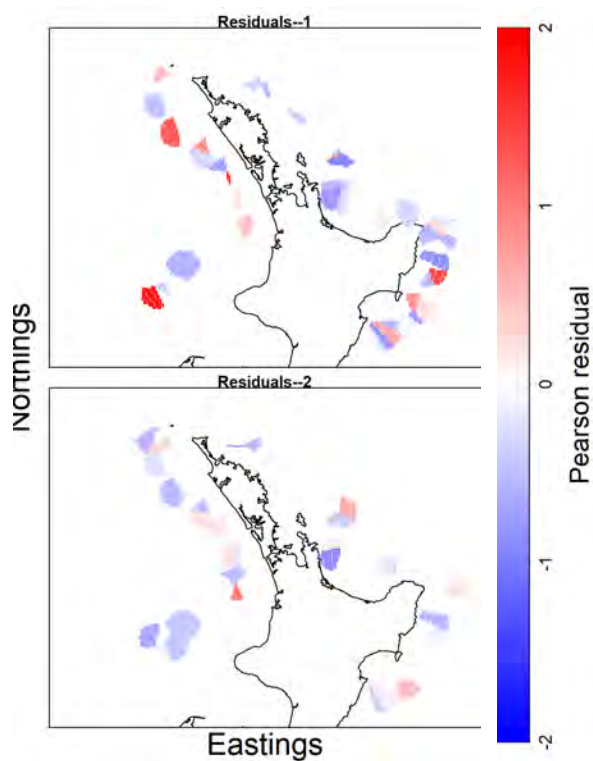 Residuals--1
Residuals--2
Northings
Eastings
2
1
0
-1
-2
Pearson residual